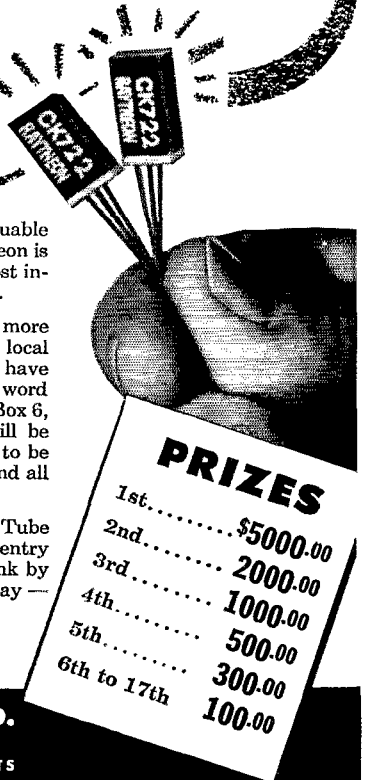 CK722
RAYTHEON
CK722
RAYTHEON
uable
eon is
st in-
.
more
local
have
word
Box 6,
ill be
to be
nd all
Tube
entry
nk by
ay —
PRIZES
1st.........$5000.00
2nd........ 2000.00
3rd........ 1000.00
4th......... 500.00
5th......... 300.00
6th to 17th 100.00
.
TS